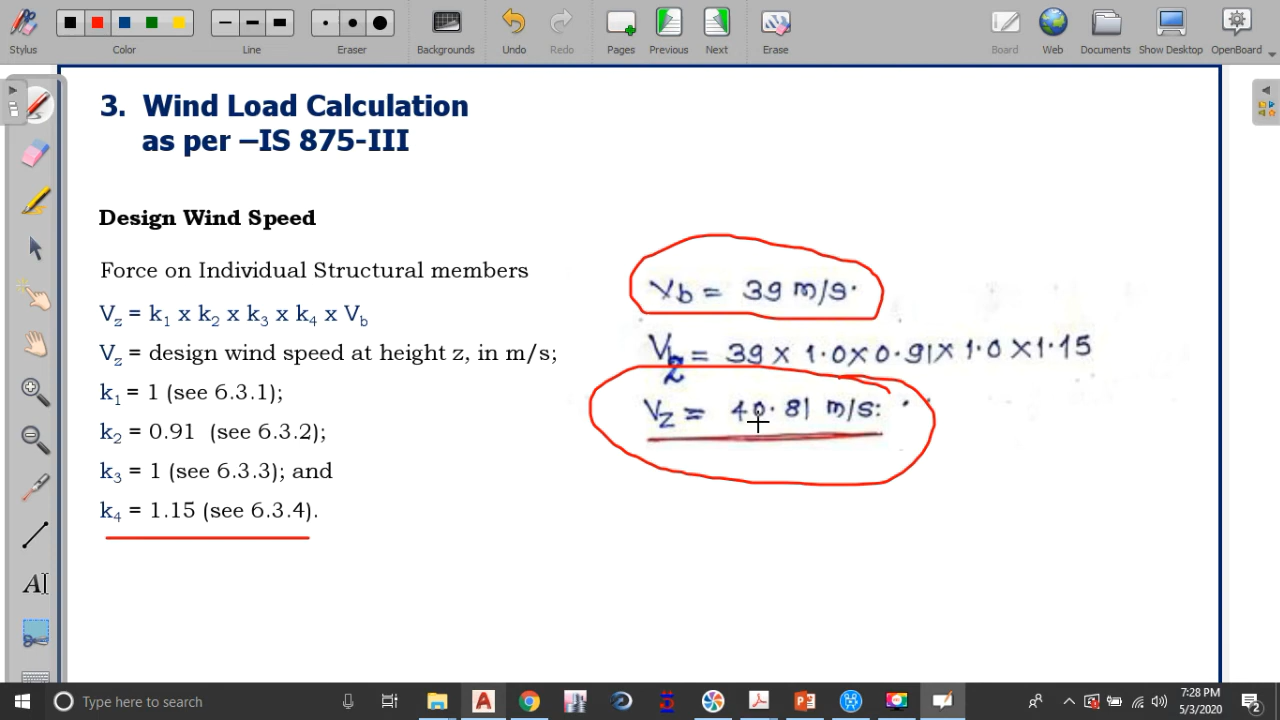 Stylus
Color
Line
Eraser
Backgrounds
Undo
Redo
Pages
Previous
Next
Erase
Board
Web
Documents
Show Desktop
OpenBoard
3. Wind Load Calculation
as per –IS 875-III
Design Wind Speed
Force on Individual Structural members
Vz = k1 x k2 x k3 x k4 x Vb
Vz = design wind speed at height z, in m/s;
k1 = 1 (see 6.3.1);
k2 = 0.91 (see 6.3.2);
k3 = 1 (see 6.3.3); and
k4 = 1.15 (see 6.3.4).
Vb = 39 m/s.
Vz = 39 x 1.0 x 0.91 x 1.0 x 1.15
Vz = 40.81 m/s.
Type here to search
7:28 PM
5/3/2020
2